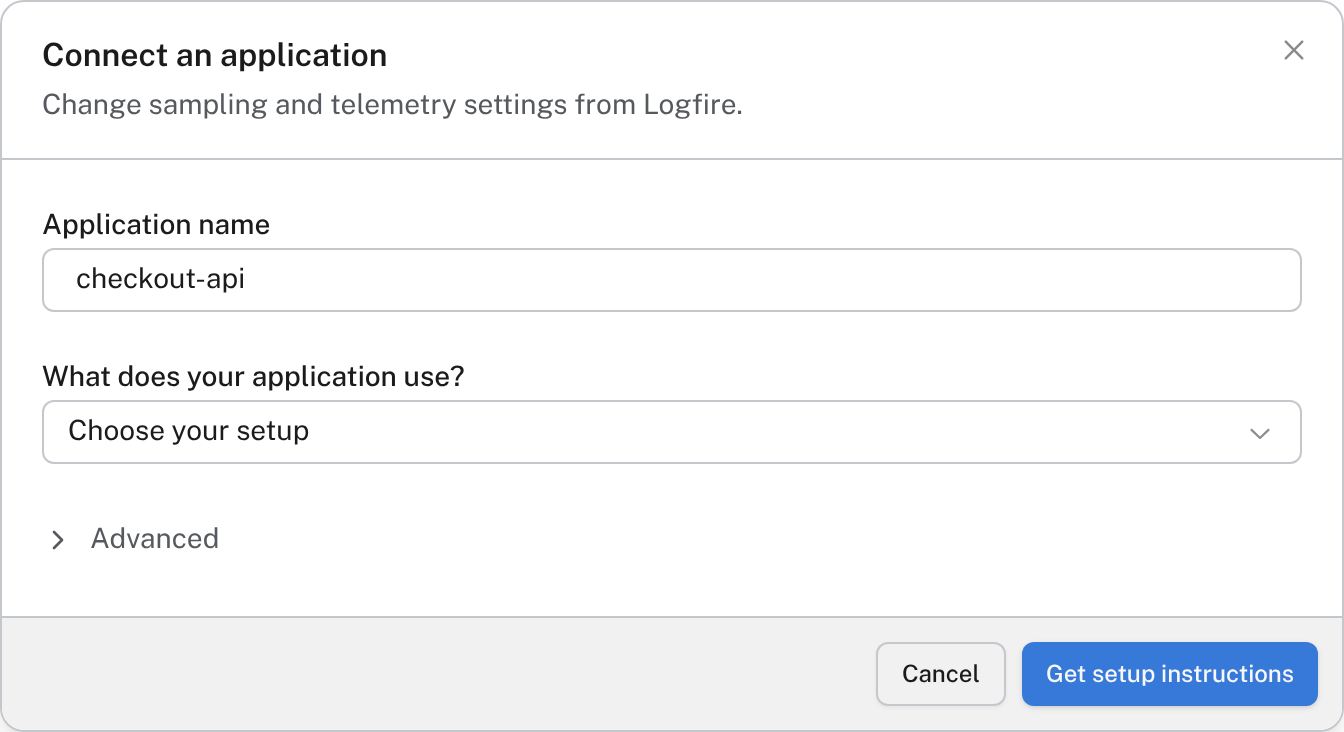 Connect an application
Change sampling and telemetry settings from Logfire.
Application name
checkout-api
What does your application use?
Choose your setup
Advanced
Cancel
Get setup instructions